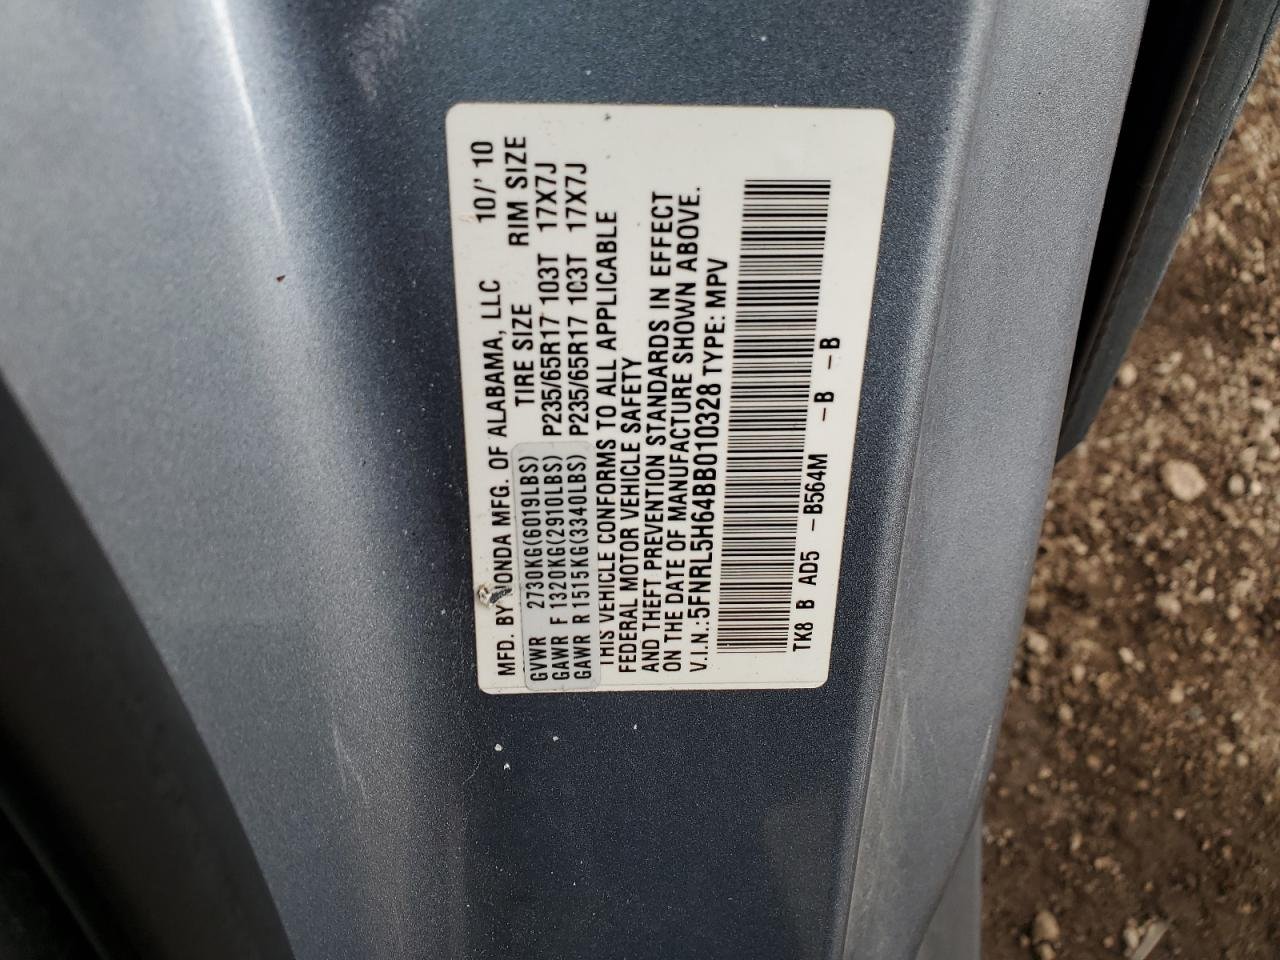 MFD. BY HONDA MFG. OF ALABAMA, LLC 10/'10
TIRE SIZE RIM SIZE
GVWR 2730KG(6019LBS)
GAWR F 1320KG(2910LBS) P235/65R17 103T 17X7J
GAWR R 1515KG(3340LBS) P235/65R17 103T 17X7J
THIS VEHICLE CONFORMS TO ALL APPLICABLE
FEDERAL MOTOR VEHICLE SAFETY
AND THEFT PREVENTION STANDARDS IN EFFECT
ON THE DATE OF MANUFACTURE SHOWN ABOVE.
V.I.N.:5FNRL5H64BB010328 TYPE: MPV
TK8 B AD5 -B564M -B -B